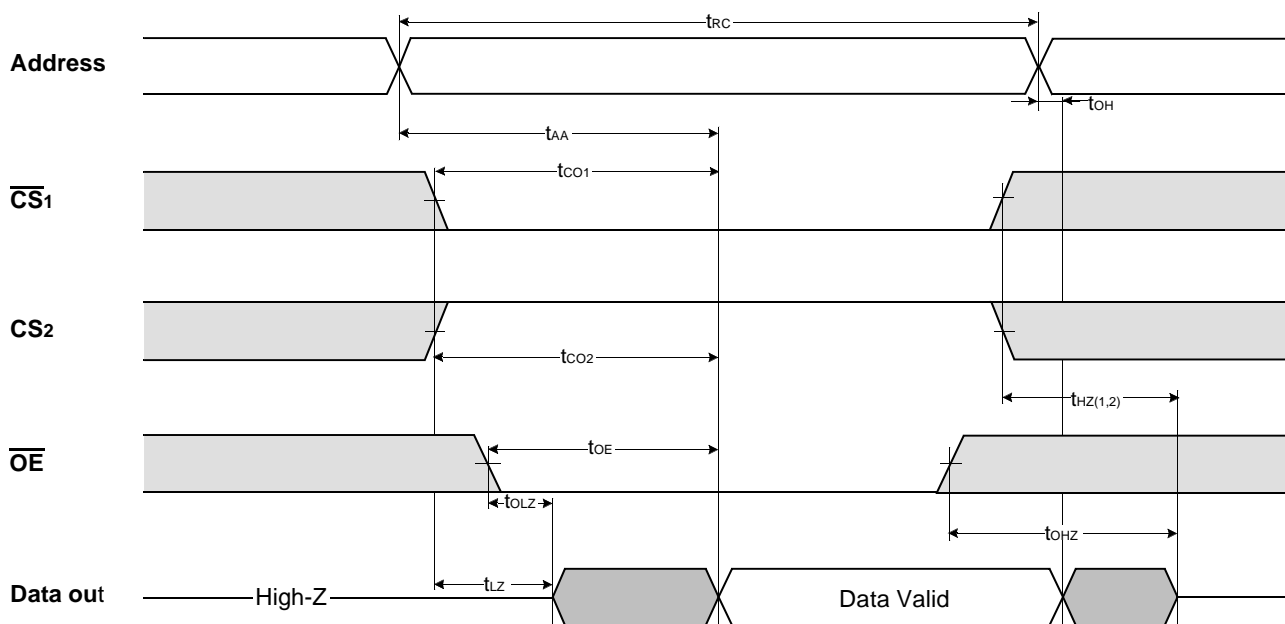 tRC
Address
tOH
tAA
tCO1
CS1
CS2
tCO2
tHZ(1,2)
OE
tOE
tOLZ
tOHZ
tLZ
Data out
High-Z
Data Valid